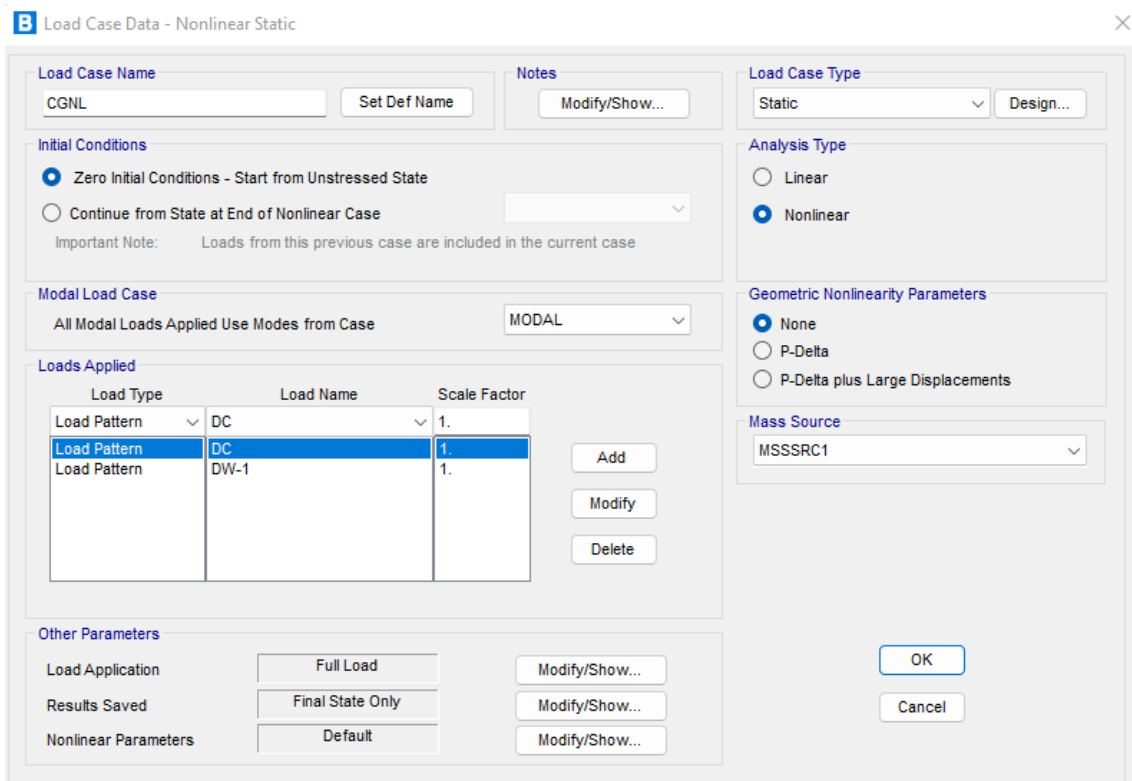 B Load Case Data - Nonlinear Static
Load Case Name
CGNL
Set Def Name
Notes
Modify/Show...
Load Case Type
Static
Design...
Initial Conditions
Zero Initial Conditions - Start from Unstressed State
Continue from State at End of Nonlinear Case
Important Note: Loads from this previous case are included in the current case
Analysis Type
Linear
Nonlinear
Modal Load Case
All Modal Loads Applied Use Modes from Case
MODAL
Geometric Nonlinearity Parameters
None
P-Delta
P-Delta plus Large Displacements
Loads Applied
Load Type Load Name Scale Factor
Load Pattern DC 1.
Load Pattern DC 1.
Load Pattern DW-1 1.
Add
Modify
Delete
Mass Source
MSSSRC1
Other Parameters
Load Application Full Load Modify/Show...
Results Saved Final State Only Modify/Show...
Nonlinear Parameters Default Modify/Show...
OK
Cancel